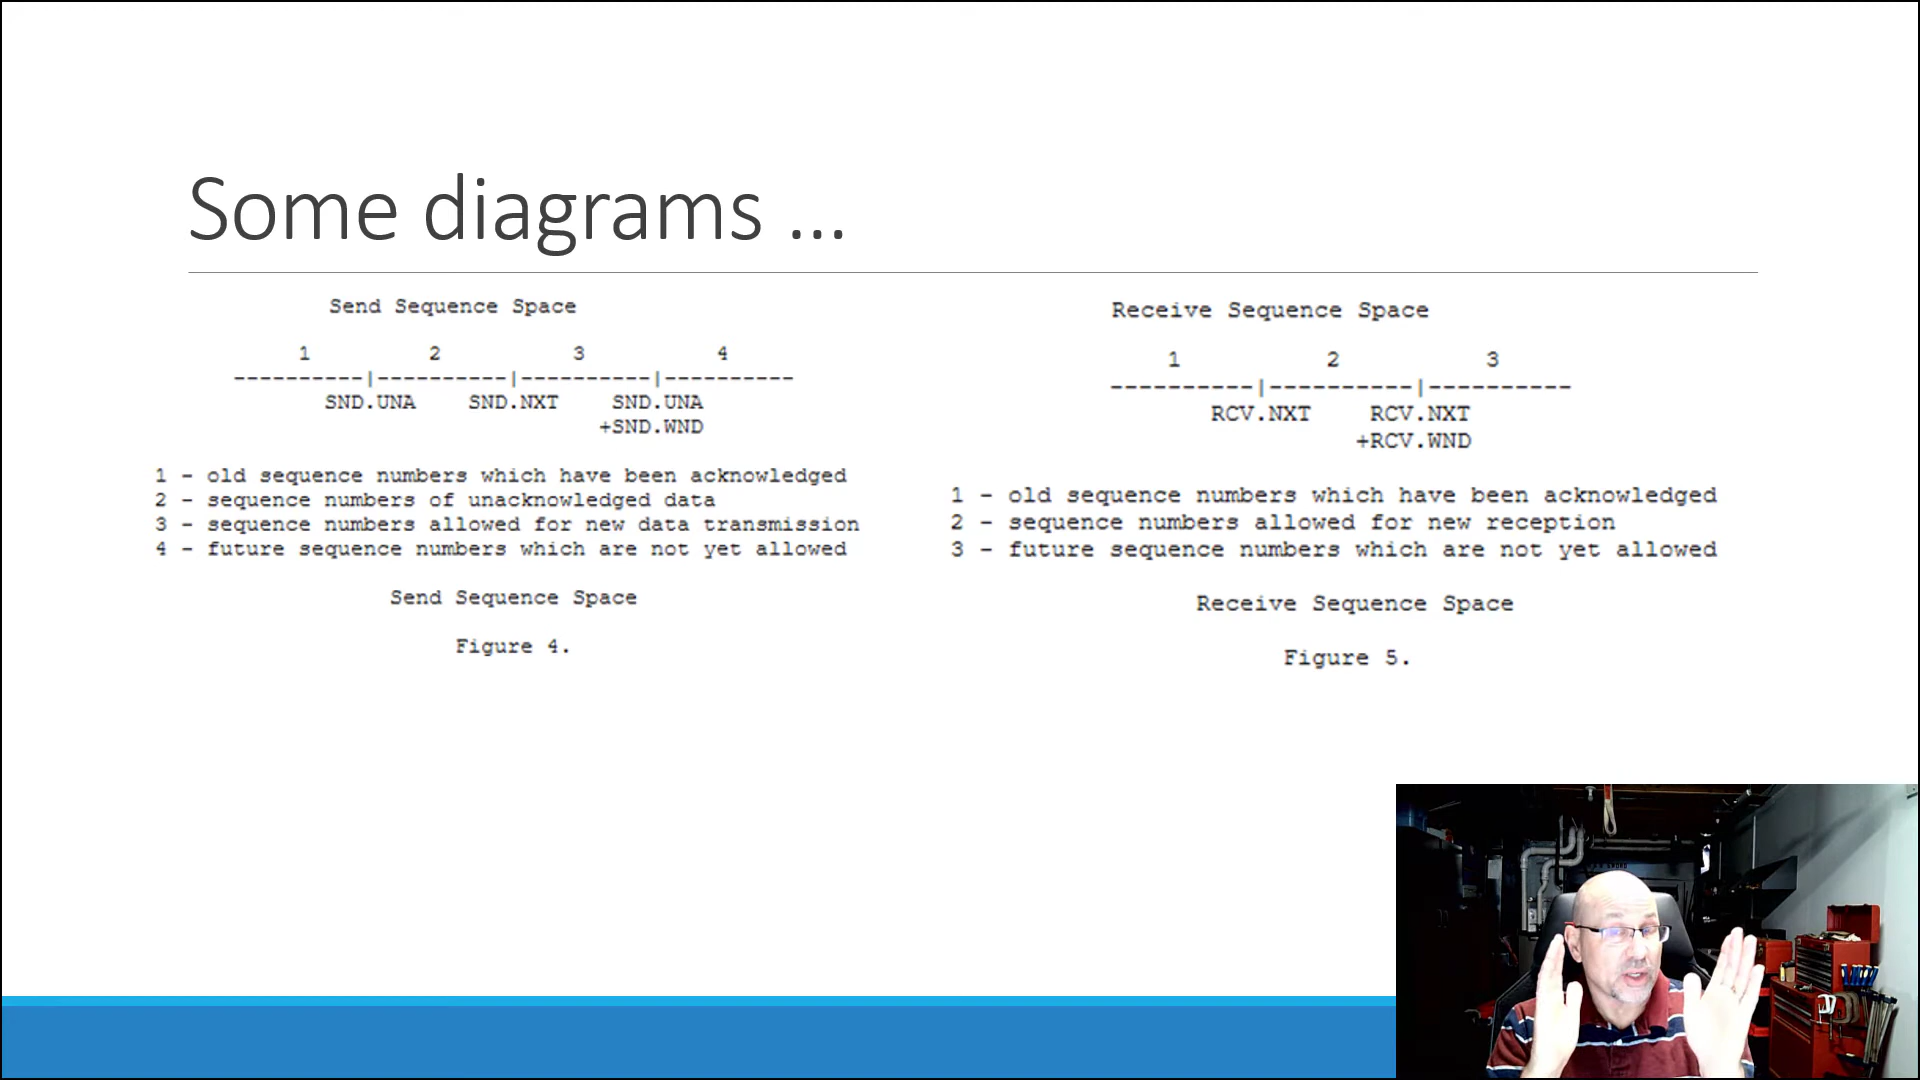 Some diagrams ...
Send Sequence Space
1 2 3 4
----------|----------|----------|----------
SND.UNA SND.NXT SND.UNA
+SND.WND
1 - old sequence numbers which have been acknowledged
2 - sequence numbers of unacknowledged data
3 - sequence numbers allowed for new data transmission
4 - future sequence numbers which are not yet allowed
Send Sequence Space
Figure 4.
Receive Sequence Space
1 2 3
----------|----------|----------
RCV.NXT RCV.NXT
+RCV.WND
1 - old sequence numbers which have been acknowledged
2 - sequence numbers allowed for new reception
3 - future sequence numbers which are not yet allowed
Receive Sequence Space
Figure 5.